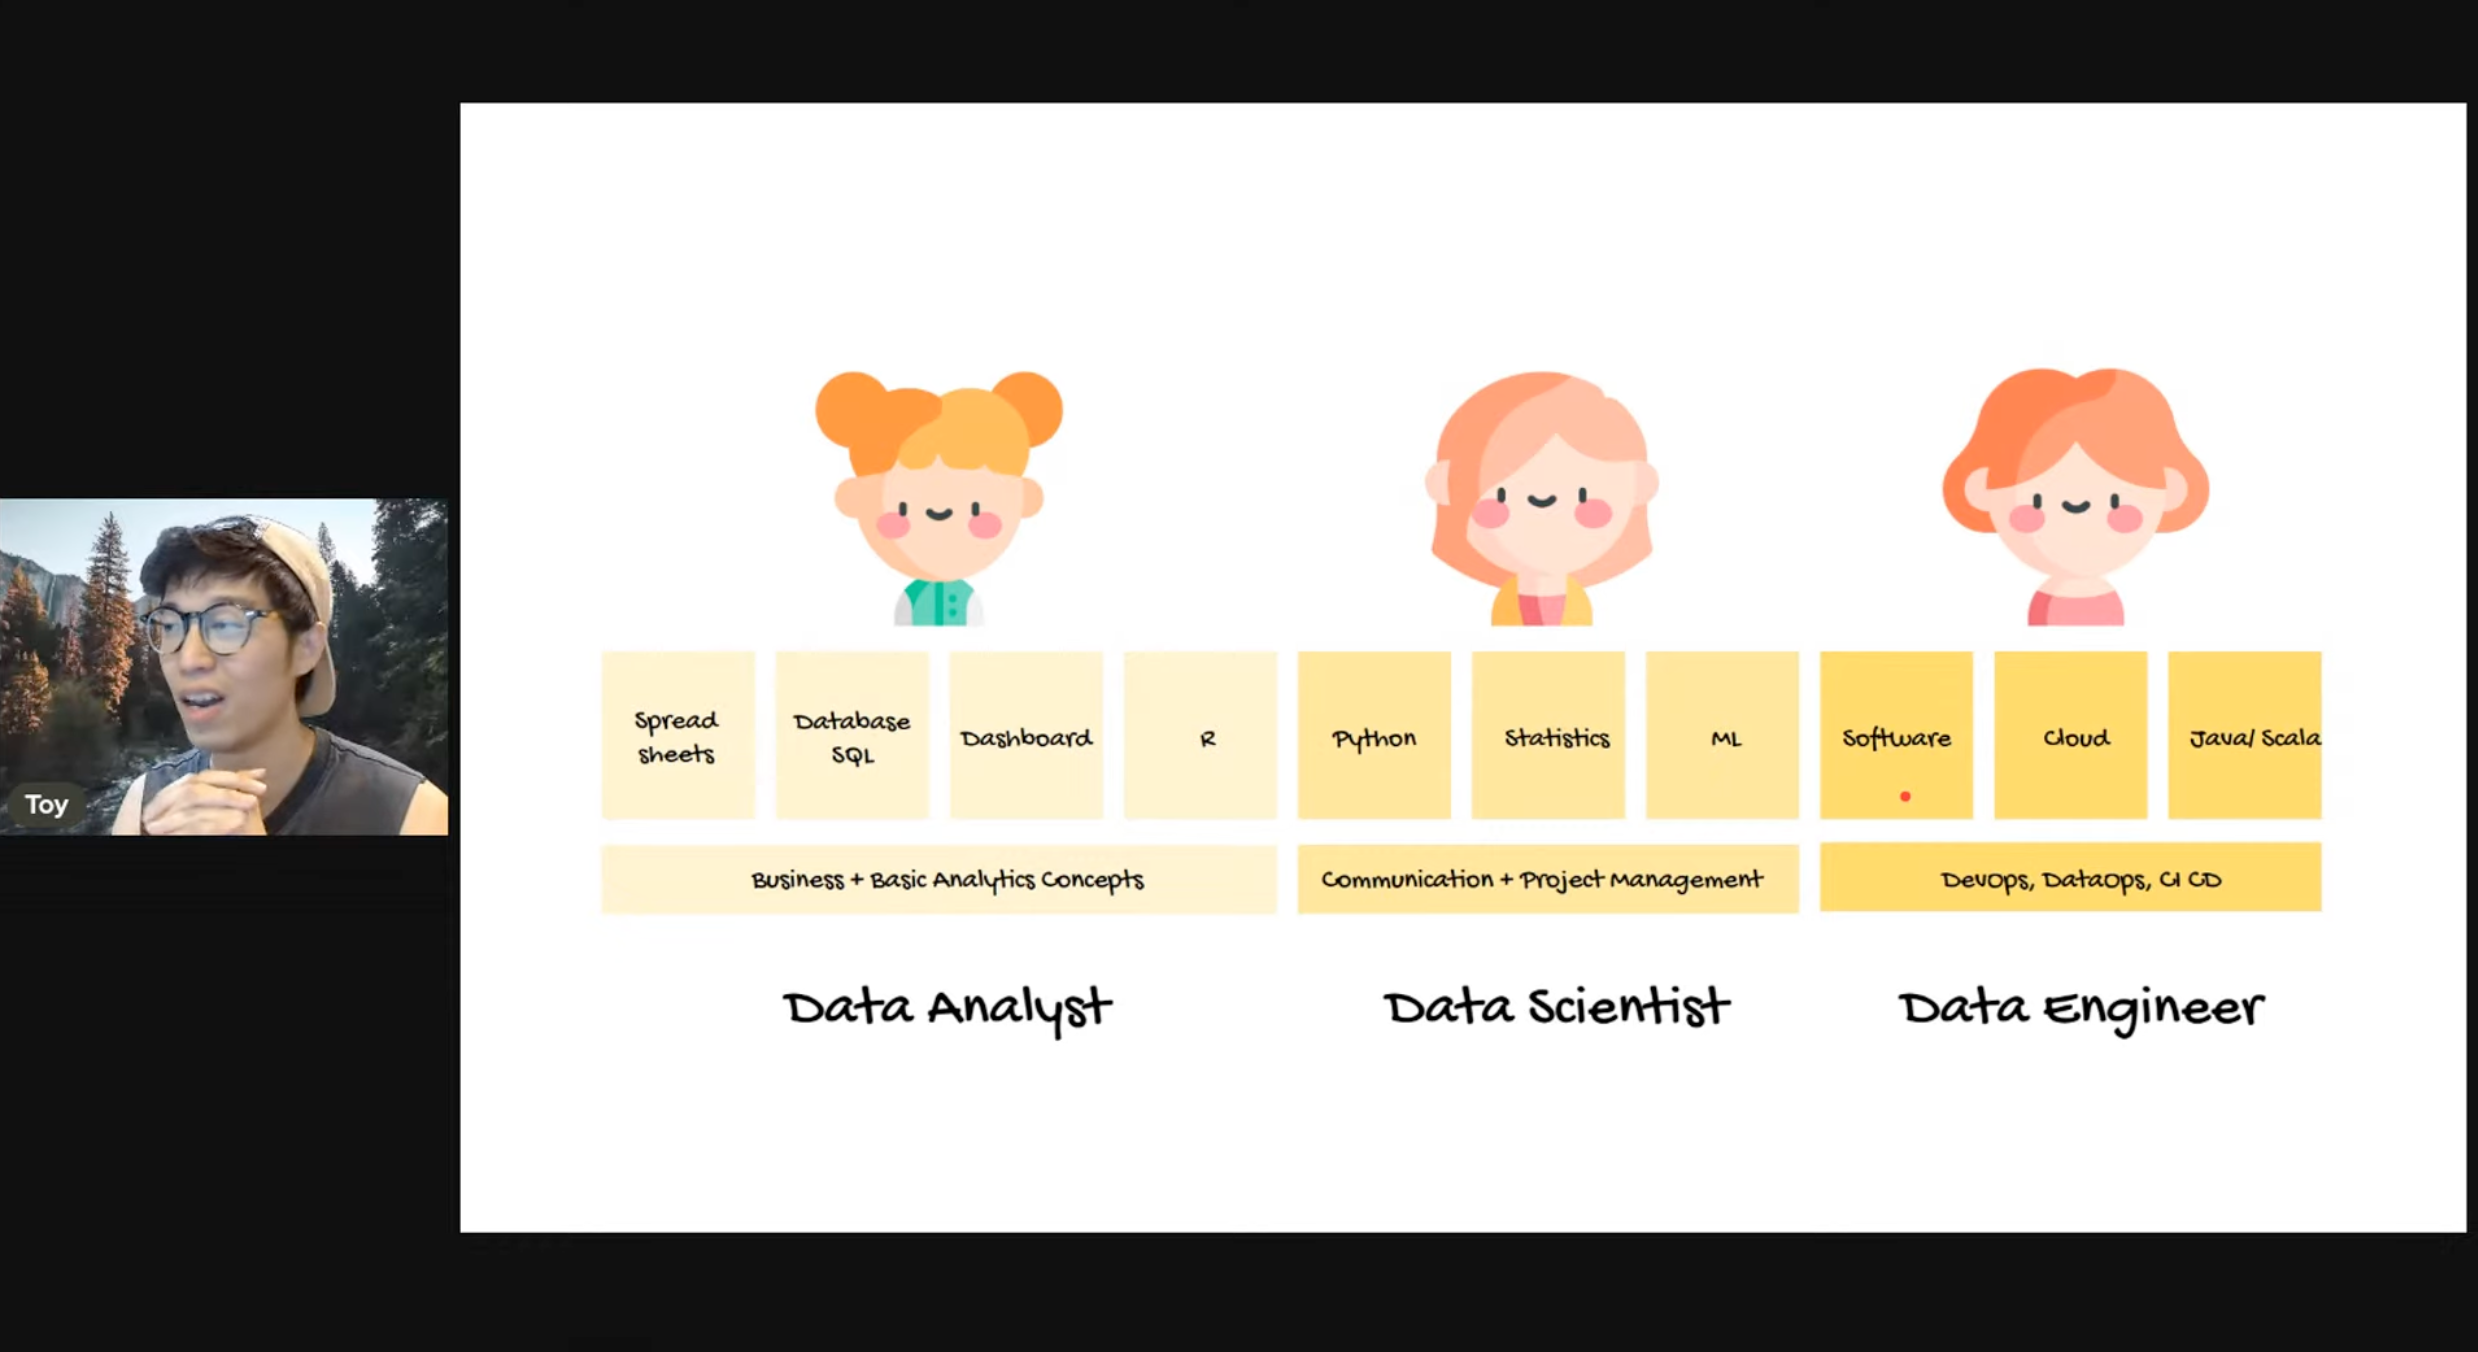 Toy
Spread
sheets
Database
SQL
Dashboard
R
Python
Statistics
ML
Software
Cloud
Java/ Scala
Business + Basic Analytics Concepts
Communication + Project Management
DevOps, DataOps, CI CD
Data Analyst
Data Scientist
Data Engineer